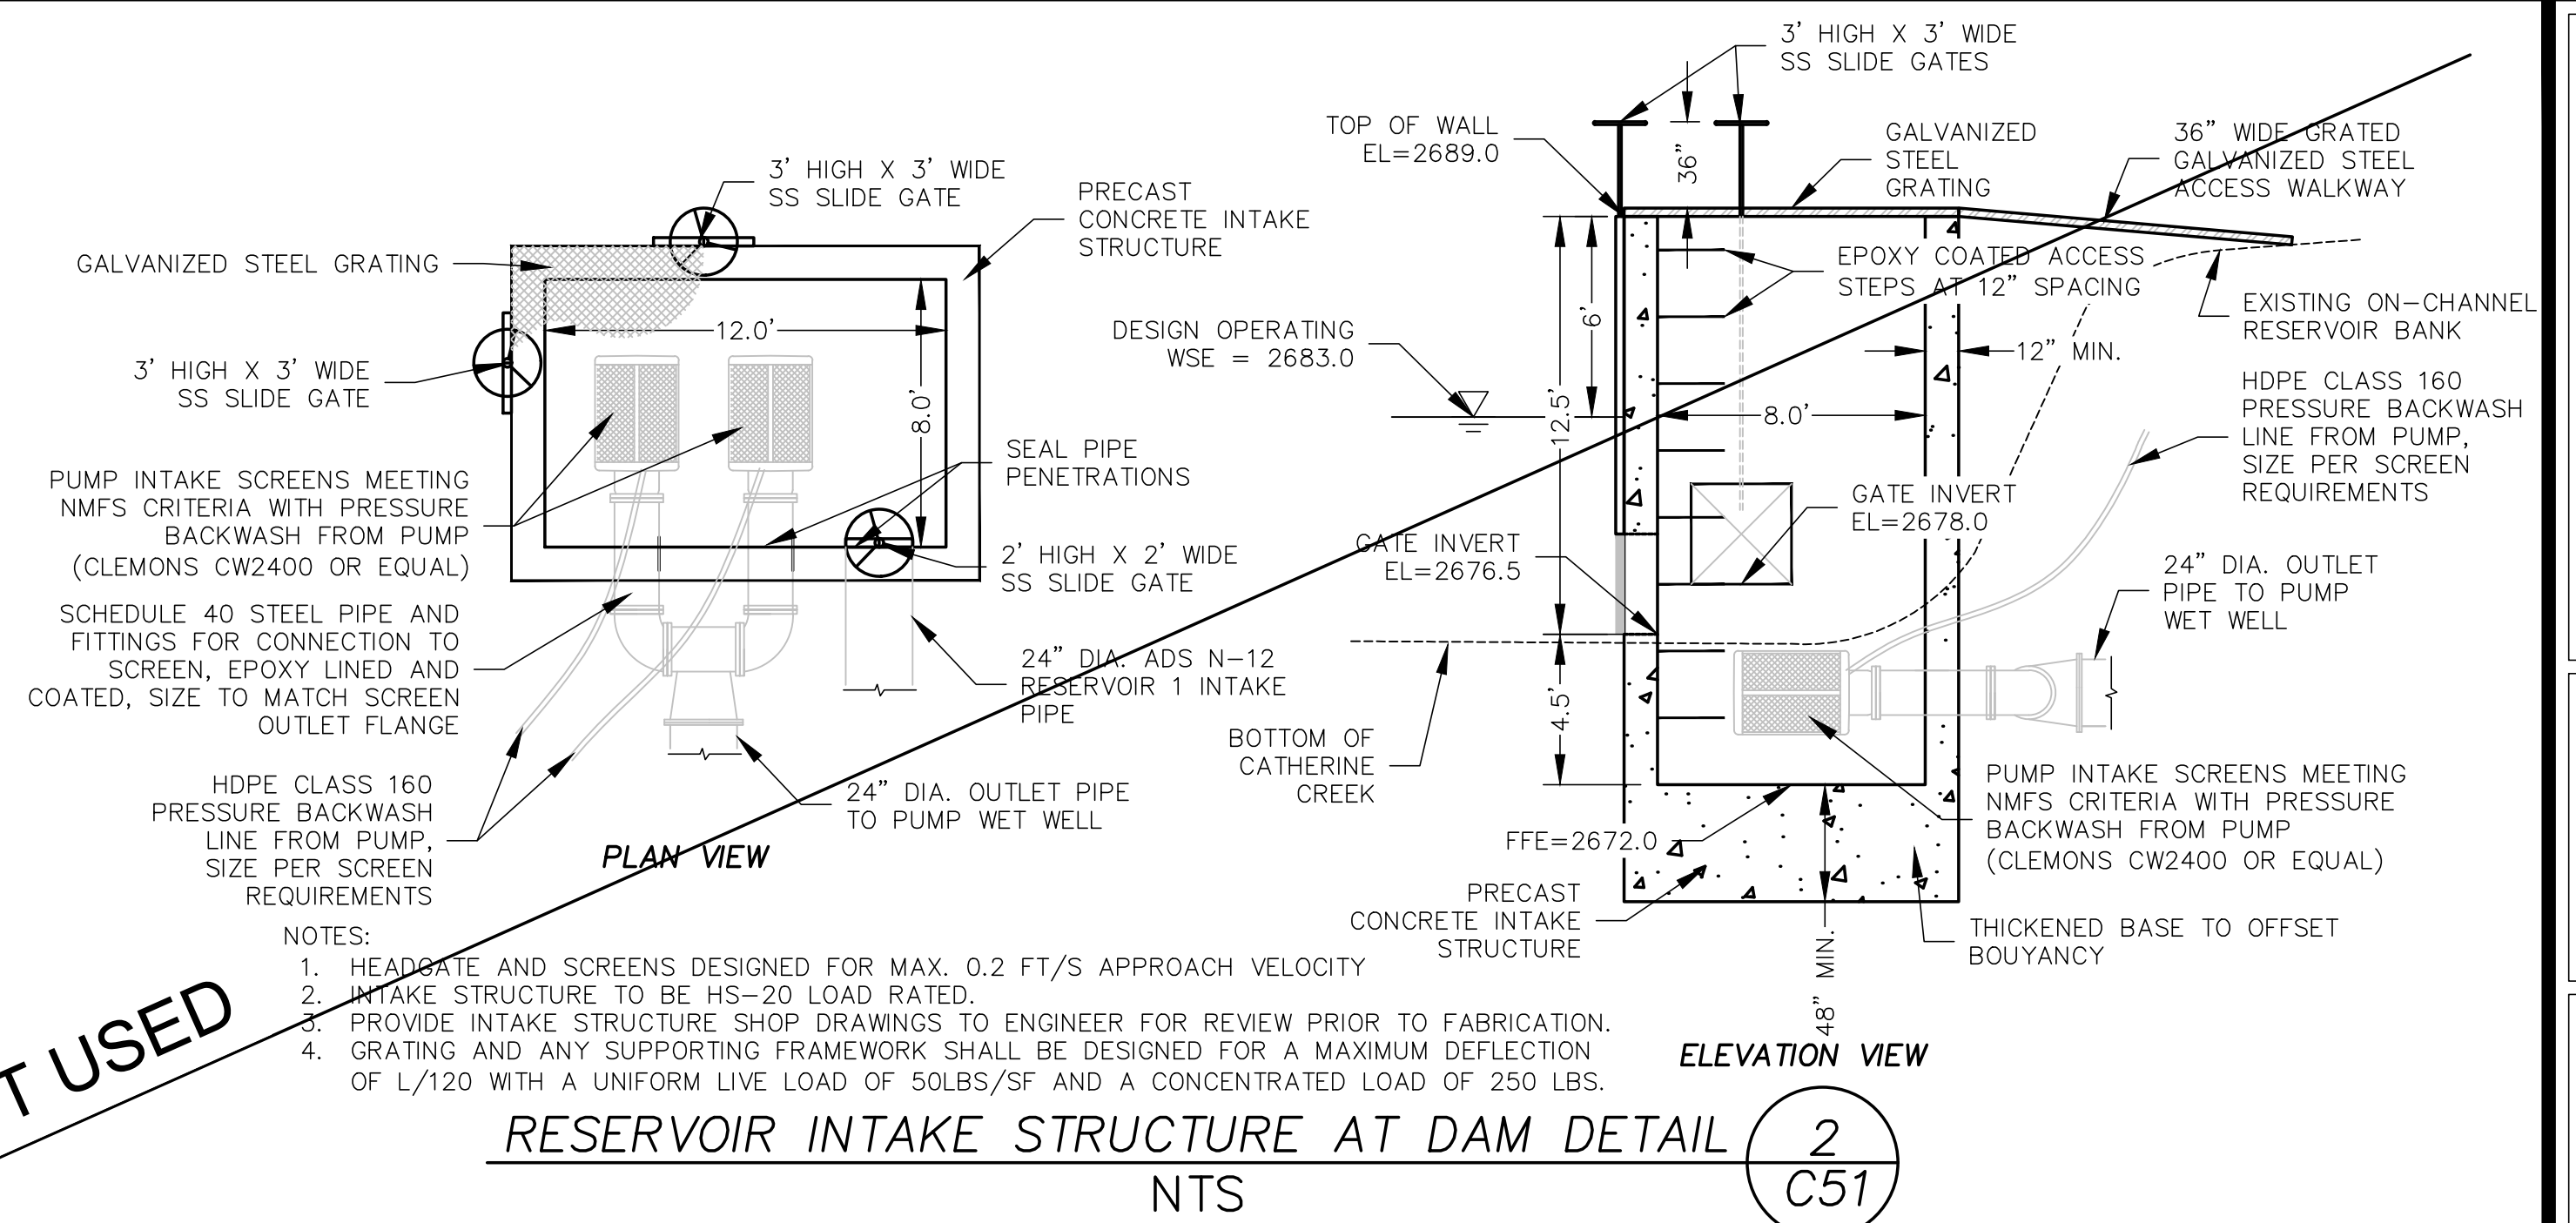 3' HIGH X 3' WIDE
SS SLIDE GATE
PRECAST
CONCRETE INTAKE
STRUCTURE
GALVANIZED STEEL GRATING
12.0'
8.0'
3' HIGH X 3' WIDE
SS SLIDE GATE
SEAL PIPE
PENETRATIONS
PUMP INTAKE SCREENS MEETING
NMFS CRITERIA WITH PRESSURE
BACKWASH FROM PUMP
(CLEMONS CW2400 OR EQUAL)
2' HIGH X 2' WIDE
SS SLIDE GATE
SCHEDULE 40 STEEL PIPE AND
FITTINGS FOR CONNECTION TO
SCREEN, EPOXY LINED AND
COATED, SIZE TO MATCH SCREEN
OUTLET FLANGE
24" DIA. ADS N-12
RESERVOIR 1 INTAKE
PIPE
HDPE CLASS 160
PRESSURE BACKWASH
LINE FROM PUMP,
SIZE PER SCREEN
REQUIREMENTS
24" DIA. OUTLET PIPE
TO PUMP WET WELL
PLAN VIEW
3' HIGH X 3' WIDE
SS SLIDE GATES
TOP OF WALL
EL=2689.0
36"
GALVANIZED
STEEL
GRATING
36" WIDE GRATED
GALVANIZED STEEL
ACCESS WALKWAY
EPOXY COATED ACCESS
STEPS AT 12" SPACING
EXISTING ON-CHANNEL
RESERVOIR BANK
DESIGN OPERATING
WSE = 2683.0
6'
12.5'
8.0'
12" MIN.
HDPE CLASS 160
PRESSURE BACKWASH
LINE FROM PUMP,
SIZE PER SCREEN
REQUIREMENTS
GATE INVERT
EL=2678.0
GATE INVERT
EL=2676.5
24" DIA. OUTLET
PIPE TO PUMP
WET WELL
4.5'
BOTTOM OF
CATHERINE
CREEK
PUMP INTAKE SCREENS MEETING
NMFS CRITERIA WITH PRESSURE
BACKWASH FROM PUMP
(CLEMONS CW2400 OR EQUAL)
FFE=2672.0
PRECAST
CONCRETE INTAKE
STRUCTURE
48" MIN.
THICKENED BASE TO OFFSET
BOUYANCY
ELEVATION VIEW
NOTES:
1. HEADGATE AND SCREENS DESIGNED FOR MAX. 0.2 FT/S APPROACH VELOCITY
2. INTAKE STRUCTURE TO BE HS-20 LOAD RATED.
3. PROVIDE INTAKE STRUCTURE SHOP DRAWINGS TO ENGINEER FOR REVIEW PRIOR TO FABRICATION.
4. GRATING AND ANY SUPPORTING FRAMEWORK SHALL BE DESIGNED FOR A MAXIMUM DEFLECTION
OF L/120 WITH A UNIFORM LIVE LOAD OF 50LBS/SF AND A CONCENTRATED LOAD OF 250 LBS.
T USED
RESERVOIR INTAKE STRUCTURE AT DAM DETAIL
NTS
2
C51